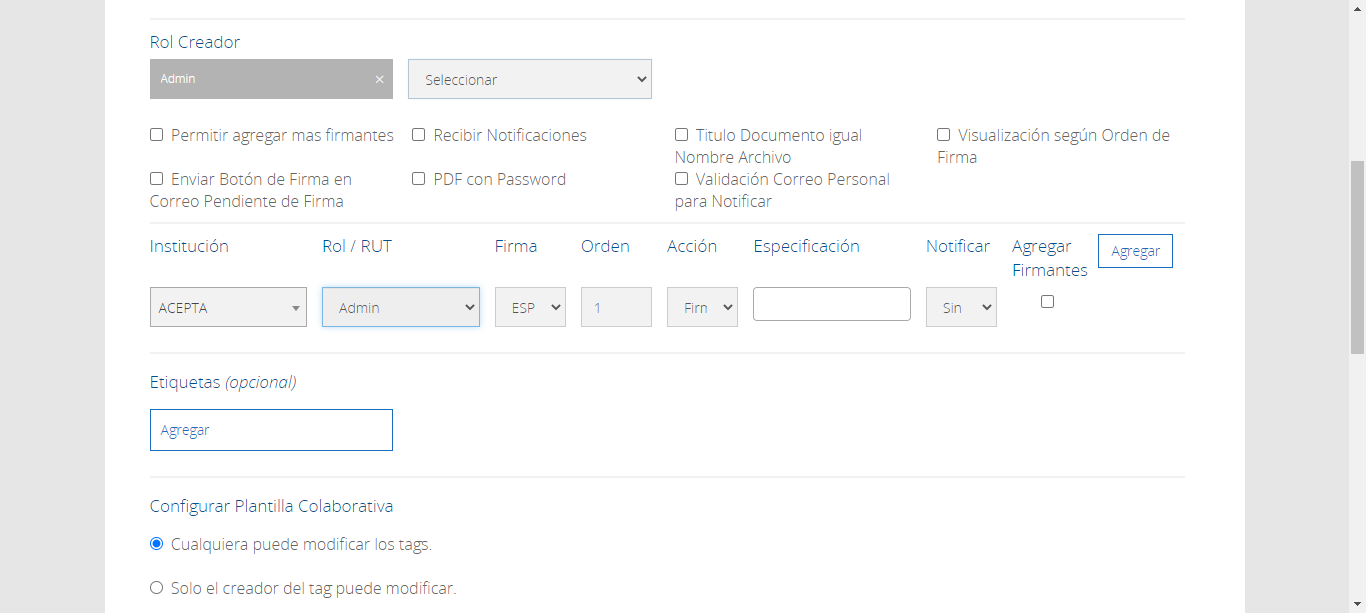 Rol Creador
Admin ×
Seleccionar
Permitir agregar mas firmantes
Recibir Notificaciones
Titulo Documento igual
Nombre Archivo
Visualización según Orden de
Firma
Enviar Botón de Firma en
Correo Pendiente de Firma
PDF con Password
Validación Correo Personal
para Notificar
Institución
Rol / RUT
Firma
Orden
Acción
Especificación
Notificar
Agregar
Firmantes
Agregar
ACEPTA
Admin
ESP
1
Firn
Sin
Etiquetas (opcional)
Agregar
Configurar Plantilla Colaborativa
Cualquiera puede modificar los tags.
Solo el creador del tag puede modificar.